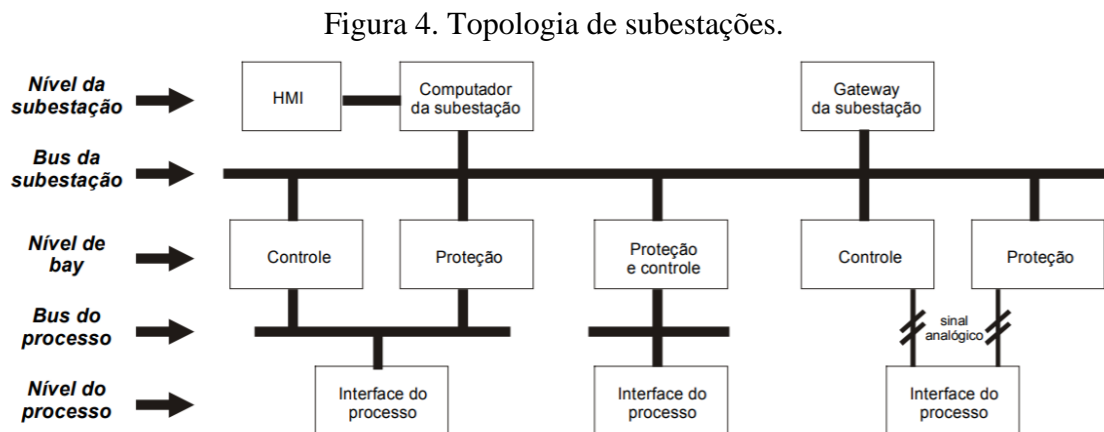 Figura 4. Topologia de subestações.
Nível da
subestação
HMI
Computador
da subestação
Gateway
da subestação
Bus da
subestação
Nível de
bay
Controle
Proteção
Proteção
e controle
Controle
Proteção
Bus do
processo
sinal
analógico
Nível do
processo
Interface do
processo
Interface do
processo
Interface do
processo